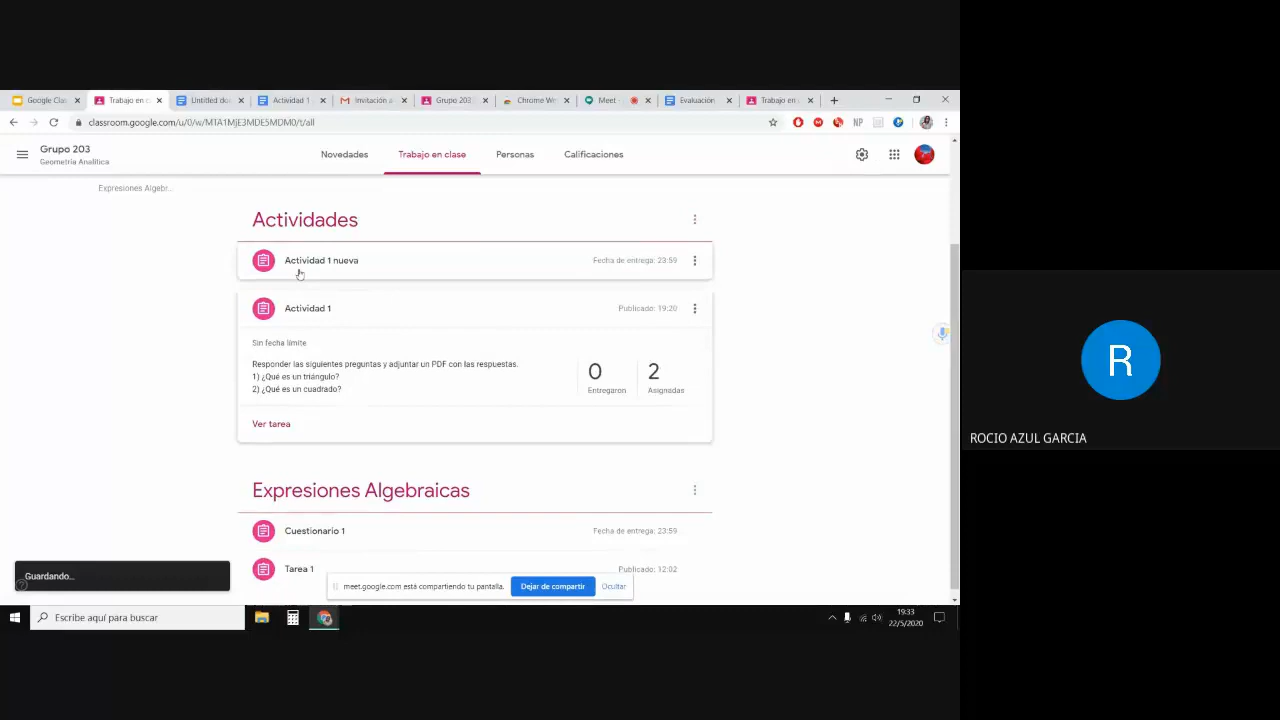 Google Clas
Trabajo en c
Untitled doc
Actividad 1
Invitación a
Grupo 203
Chrome We
Meet
Evaluación
Trabajo en c
classroom.google.com/u/0/w/MTA1MjE3MDE5MDM0/t/all
NP
Grupo 203
Geometría Analítica
Novedades
Trabajo en clase
Personas
Calificaciones
Expresiones Algebr...
Actividades
Actividad 1 nueva
Fecha de entrega: 23:59
Actividad 1
Publicado: 19:20
Sin fecha límite
Responder las siguientes preguntas y adjuntar un PDF con las respuestas.
1) ¿Qué es un triángulo?
2) ¿Qué es un cuadrado?
0
Entregaron
2
Asignadas
Ver tarea
Expresiones Algebraicas
Cuestionario 1
Fecha de entrega: 23:59
Tarea 1
Publicado: 12:02
Guardando...
meet.google.com está compartiendo tu pantalla.
Dejar de compartir
Ocultar
Escribe aquí para buscar
19:33
22/5/2020
R
ROCIO AZUL GARCIA